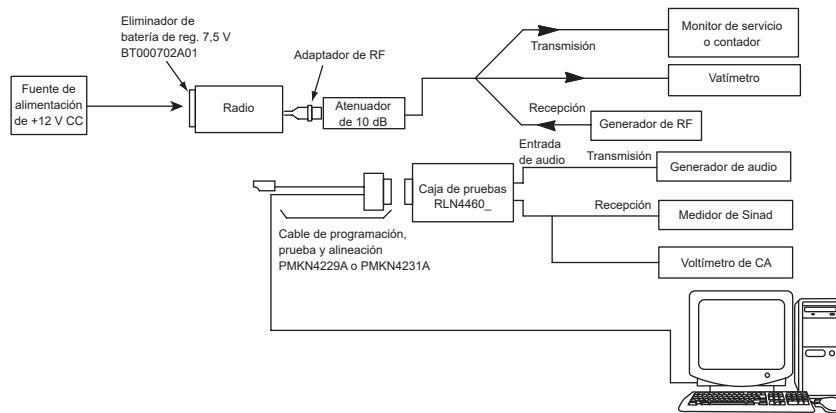 Eliminador de
batería de reg. 7,5 V
BT000702A01
Adaptador de RF
Transmisión
Monitor de servicio
o contador
Fuente de
alimentación
de +12 V CC
Radio
Atenuador
de 10 dB
Vatímetro
Recepción
Generador de RF
Entrada
de audio
Transmisión
Generador de audio
Caja de pruebas
RLN4460_
Recepción
Medidor de Sinad
Cable de programación,
prueba y alineación
PMKN4229A o PMKN4231A
Voltímetro de CA